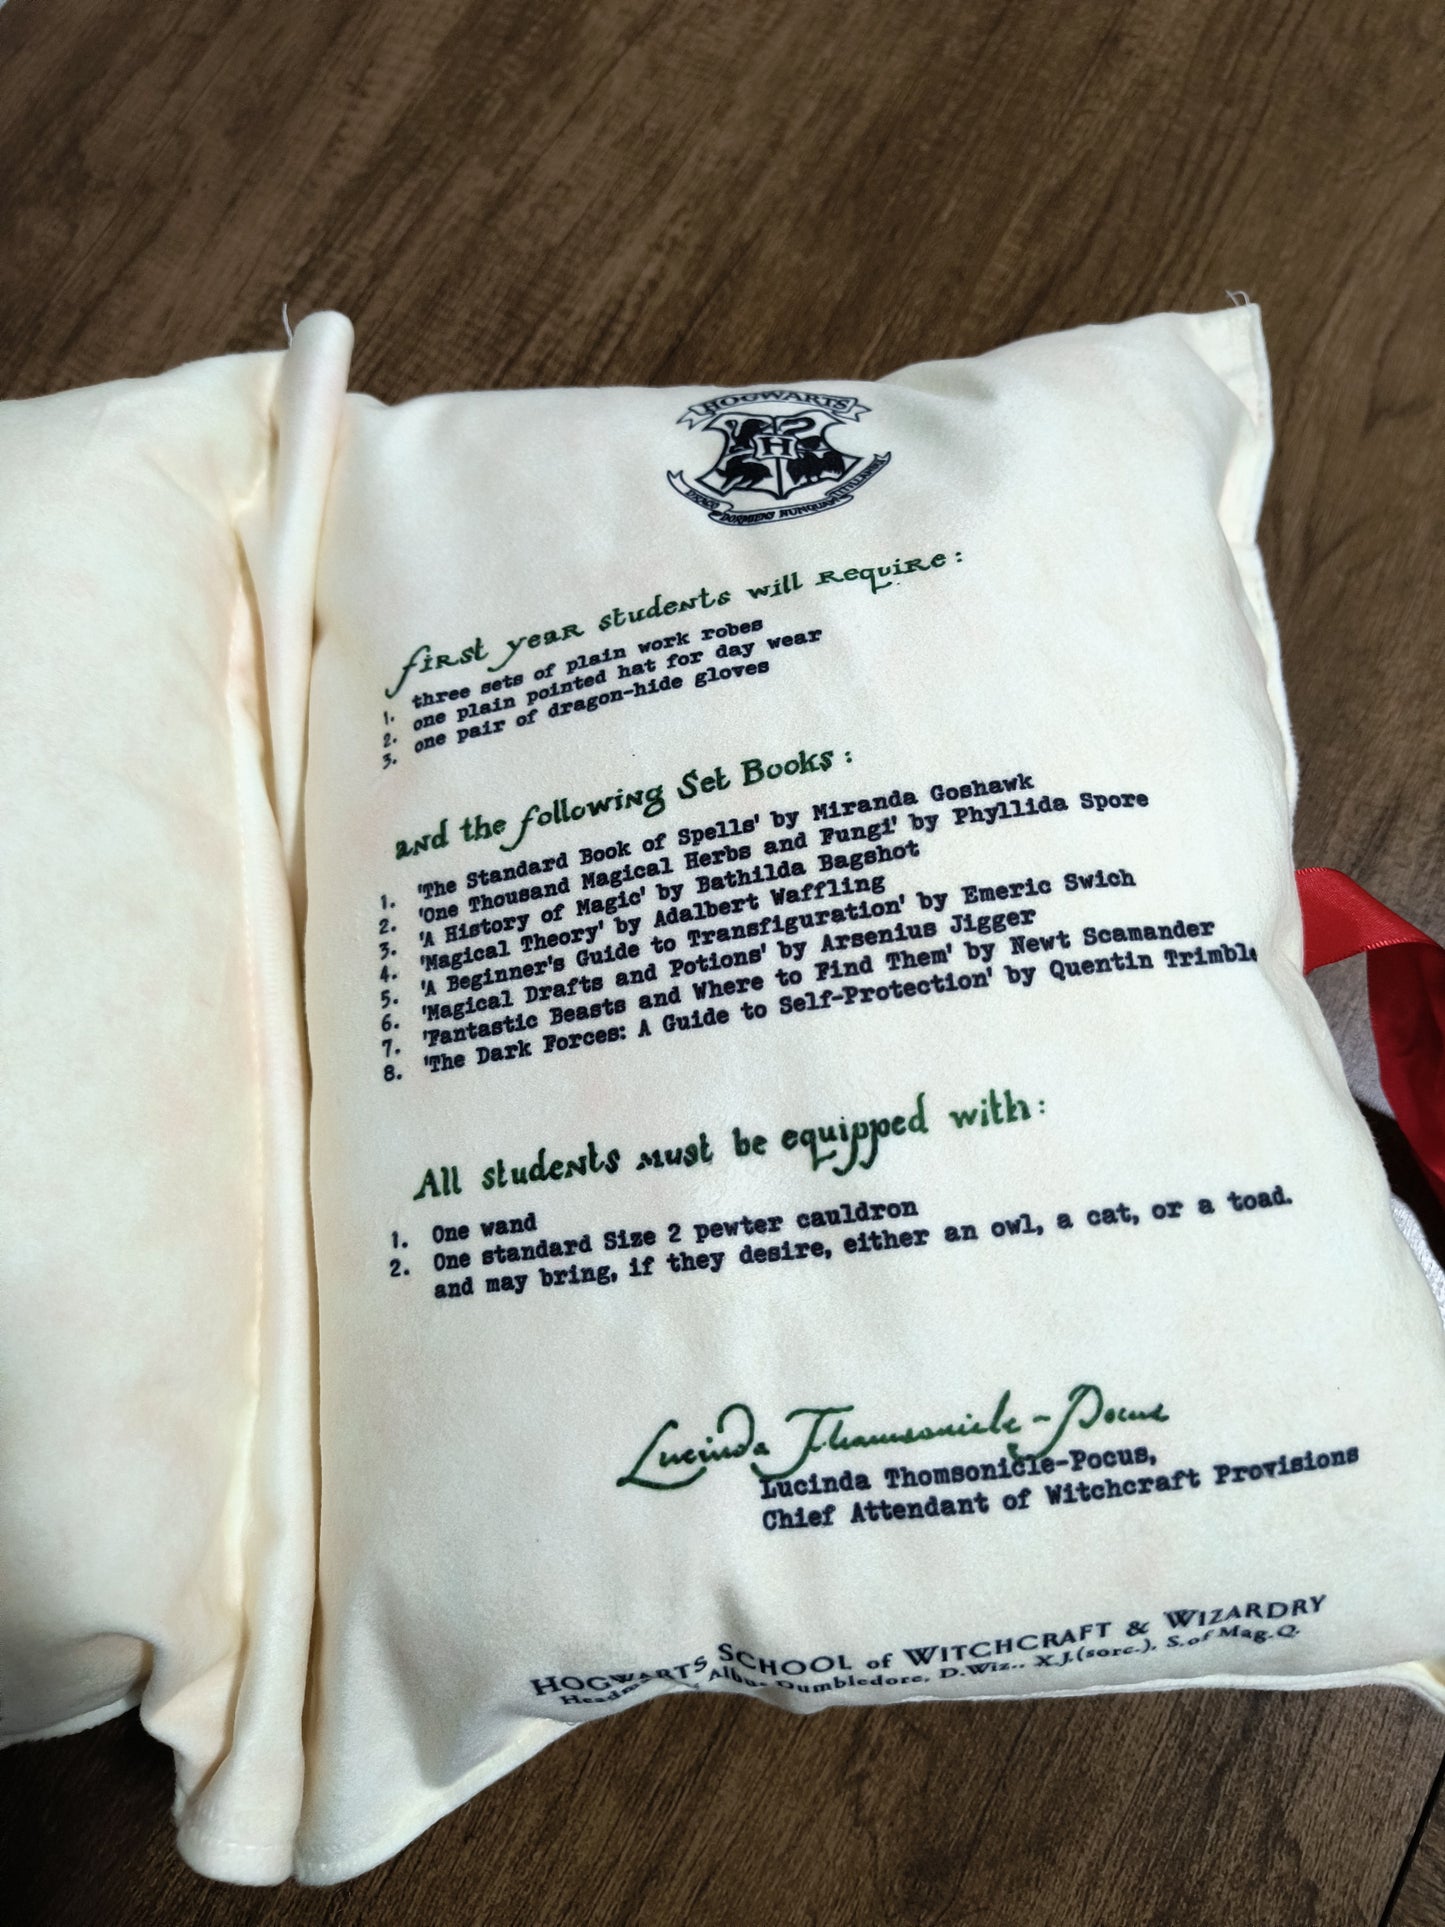 HOGWARTS
H
DRACO DORMIENS NUNQUAM TITILLANDUS
first year students will require:
1. three sets of plain work robes
2. one plain pointed hat for day wear
3. one pair of dragon-hide gloves
and the following Set Books:
1. 'The Standard Book of Spells' by Miranda Goshawk
2. 'One Thousand Magical Herbs and Fungi' by Phyllida Spore
3. 'A History of Magic' by Bathilda Bagshot
4. 'Magical Theory' by Adalbert Waffling
5. 'A Beginner's Guide to Transfiguration' by Emeric Swich
6. 'Magical Drafts and Potions' by Arsenius Jigger
7. 'Fantastic Beasts and Where to Find Them' by Newt Scamander
8. 'The Dark Forces: A Guide to Self-Protection' by Quentin Trimble
All students must be equipped with:
1. One wand
2. One standard Size 2 pewter cauldron
and may bring, if they desire, either an owl, a cat, or a toad.
Lucinda Thomsonicle-Pocus
Lucinda Thomsonicle-Pocus,
Chief Attendant of Witchcraft Provisions
HOGWARTS SCHOOL of WITCHCRAFT & WIZARDRY
Albus Dumbledore, D.Wiz., X.J.(sorc.), S.of Mag.Q.